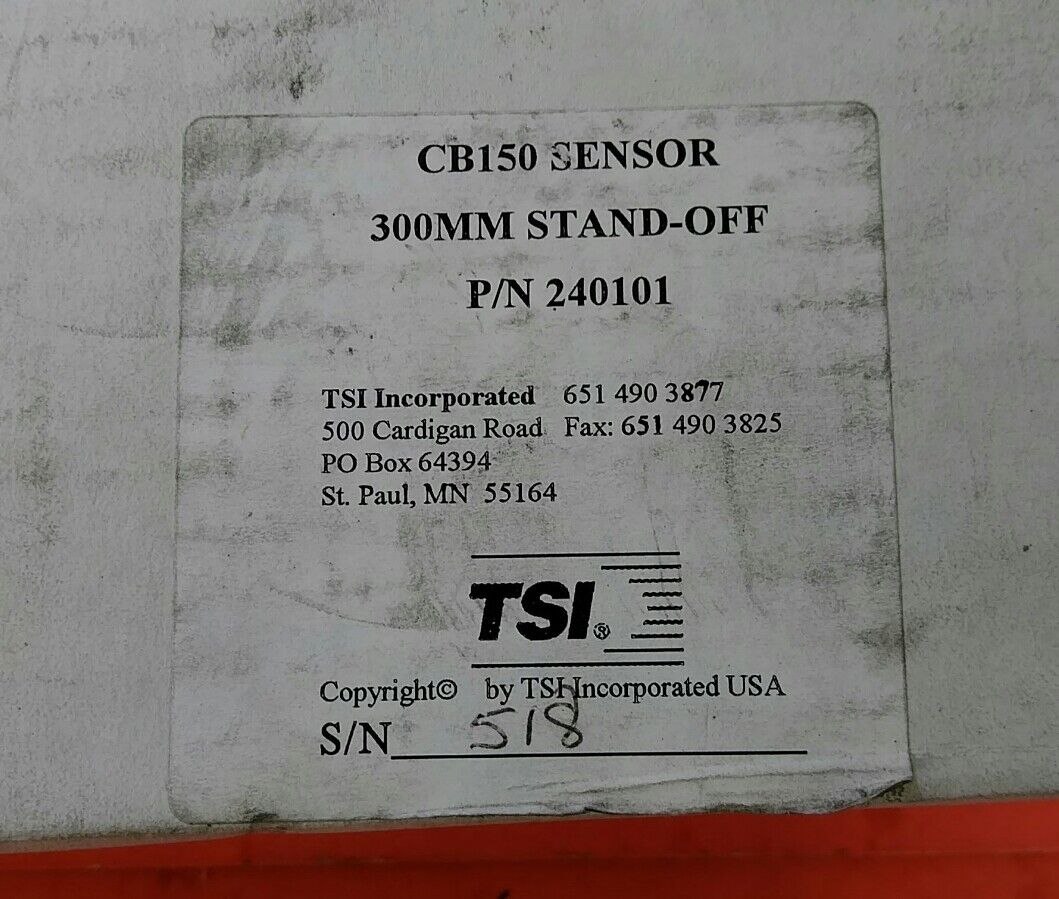 CB150 SENSOR
300MM STAND-OFF
P/N 240101
TSI Incorporated 651 490 3877
500 Cardigan Road Fax: 651 490 3825
PO Box 64394
St. Paul, MN 55164
TSI®
Copyright© by TSI Incorporated USA
S/N 518